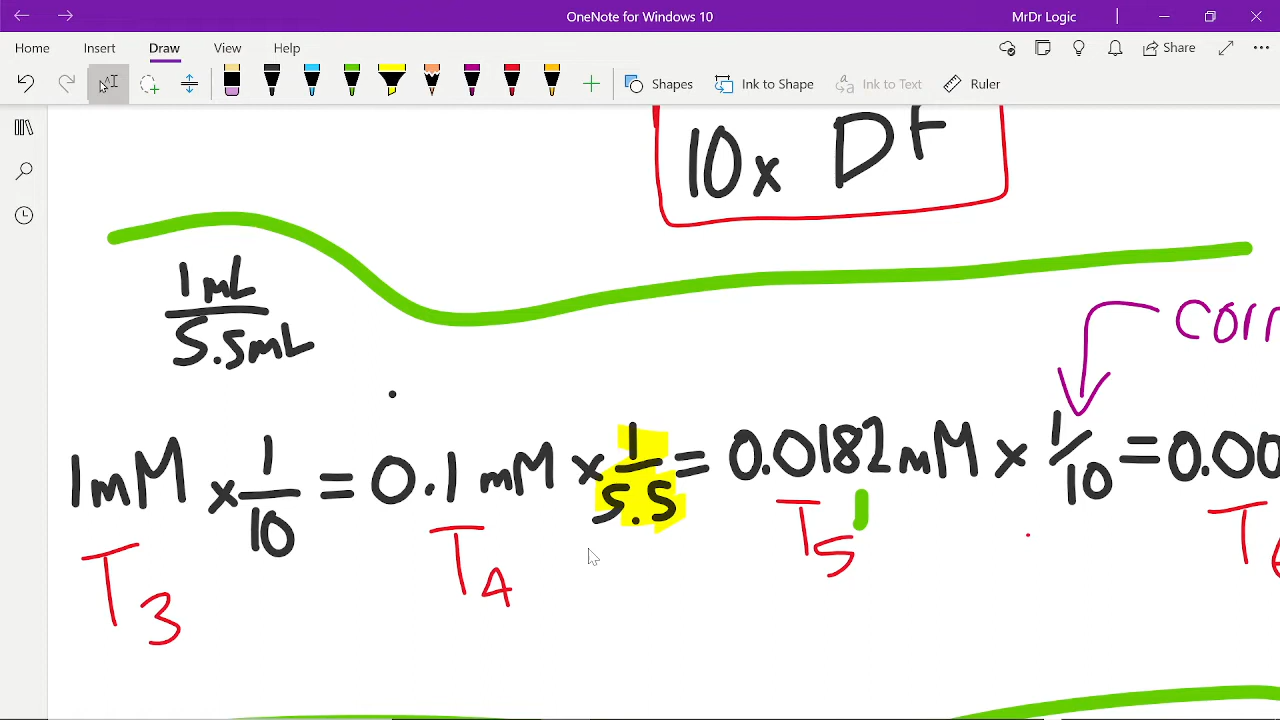 OneNote for Windows 10
MrDr Logic
Home Insert Draw View Help
Share
Shapes Ink to Shape Ink to Text Ruler
10x DF
1mL
5.5mL
1mM × 1/10 = 0.1 mM × 1/5.5 = 0.0182 mM × 1/10 = 0.00
T3 T4 T5 T